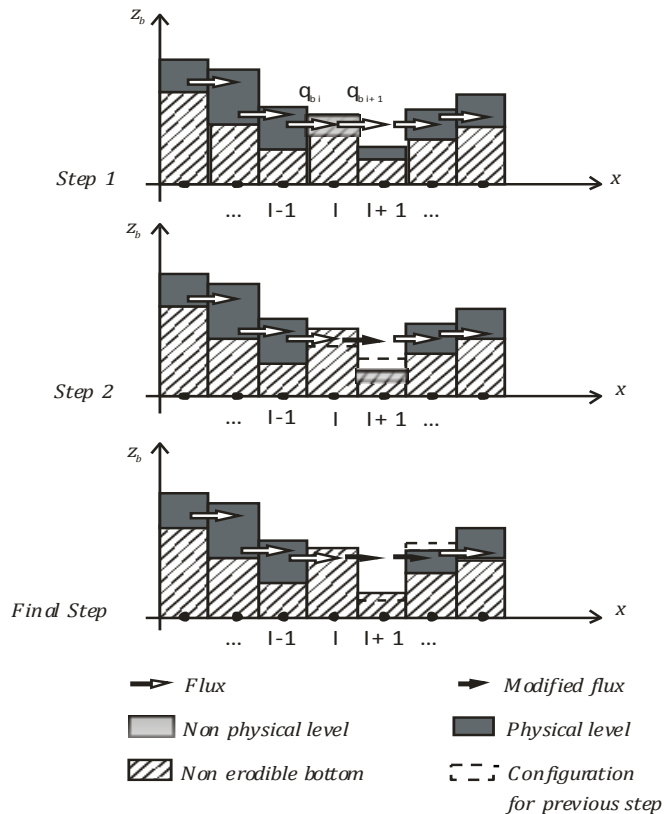 z_b
q_bi q_bi+1
Step 1
x
... I-1 I I+1 ...
z_b
Step 2
x
... I-1 I I+1 ...
z_b
Final Step
x
... I-1 I I+1 ...
Flux
Modified flux
Non physical level
Physical level
Non erodible bottom
Configuration
for previous step